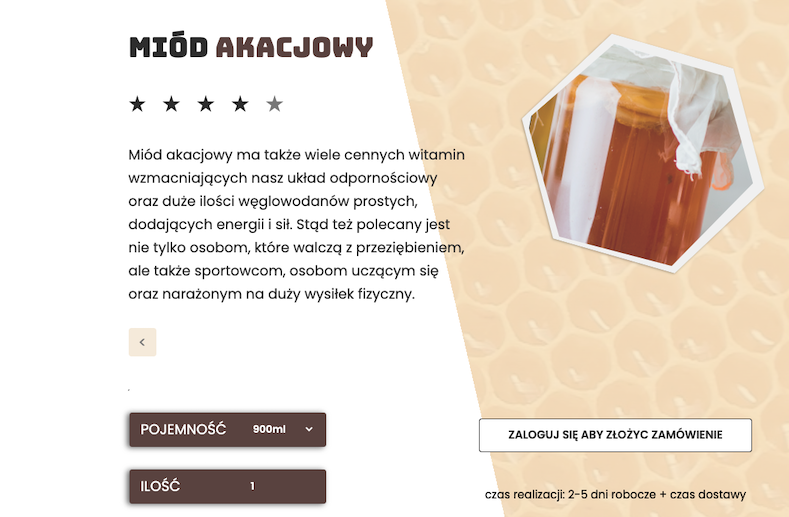 MIÓD AKACJOWY
Miód akacjowy ma także wiele cennych witamin
wzmacniających nasz układ odpornościowy
oraz duże ilości węglowodanów prostych,
dodających energii i sił. Stąd też polecany jest
nie tylko osobom, które walczą z przeziębieniem,
ale także sportowcom, osobom uczącym się
oraz narażonym na duży wysiłek fizyczny.
.
POJEMNOŚĆ 900ml
ZALOGUJ SIĘ ABY ZŁOŻYC ZAMÓWIENIE
ILOŚĆ 1
czas realizacji: 2-5 dni robocze + czas dostawy